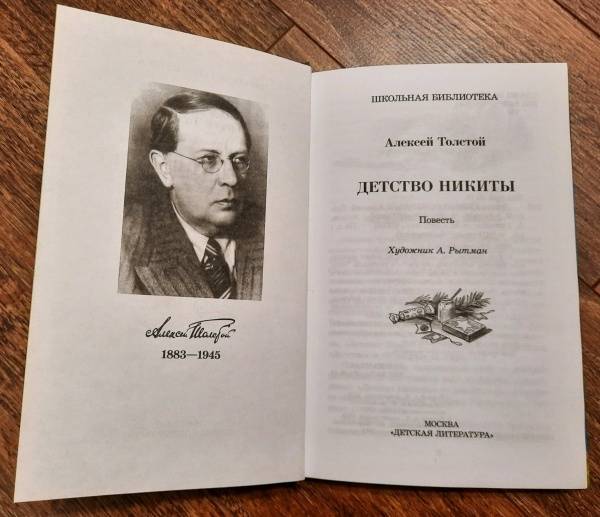 Алексей Толстой
1883—1945
ШКОЛЬНАЯ БИБЛИОТЕКА
Алексей Толстой
ДЕТСТВО НИКИТЫ
Повесть
Художник А. Рытман
МОСКВА
«ДЕТСКАЯ ЛИТЕРАТУРА»